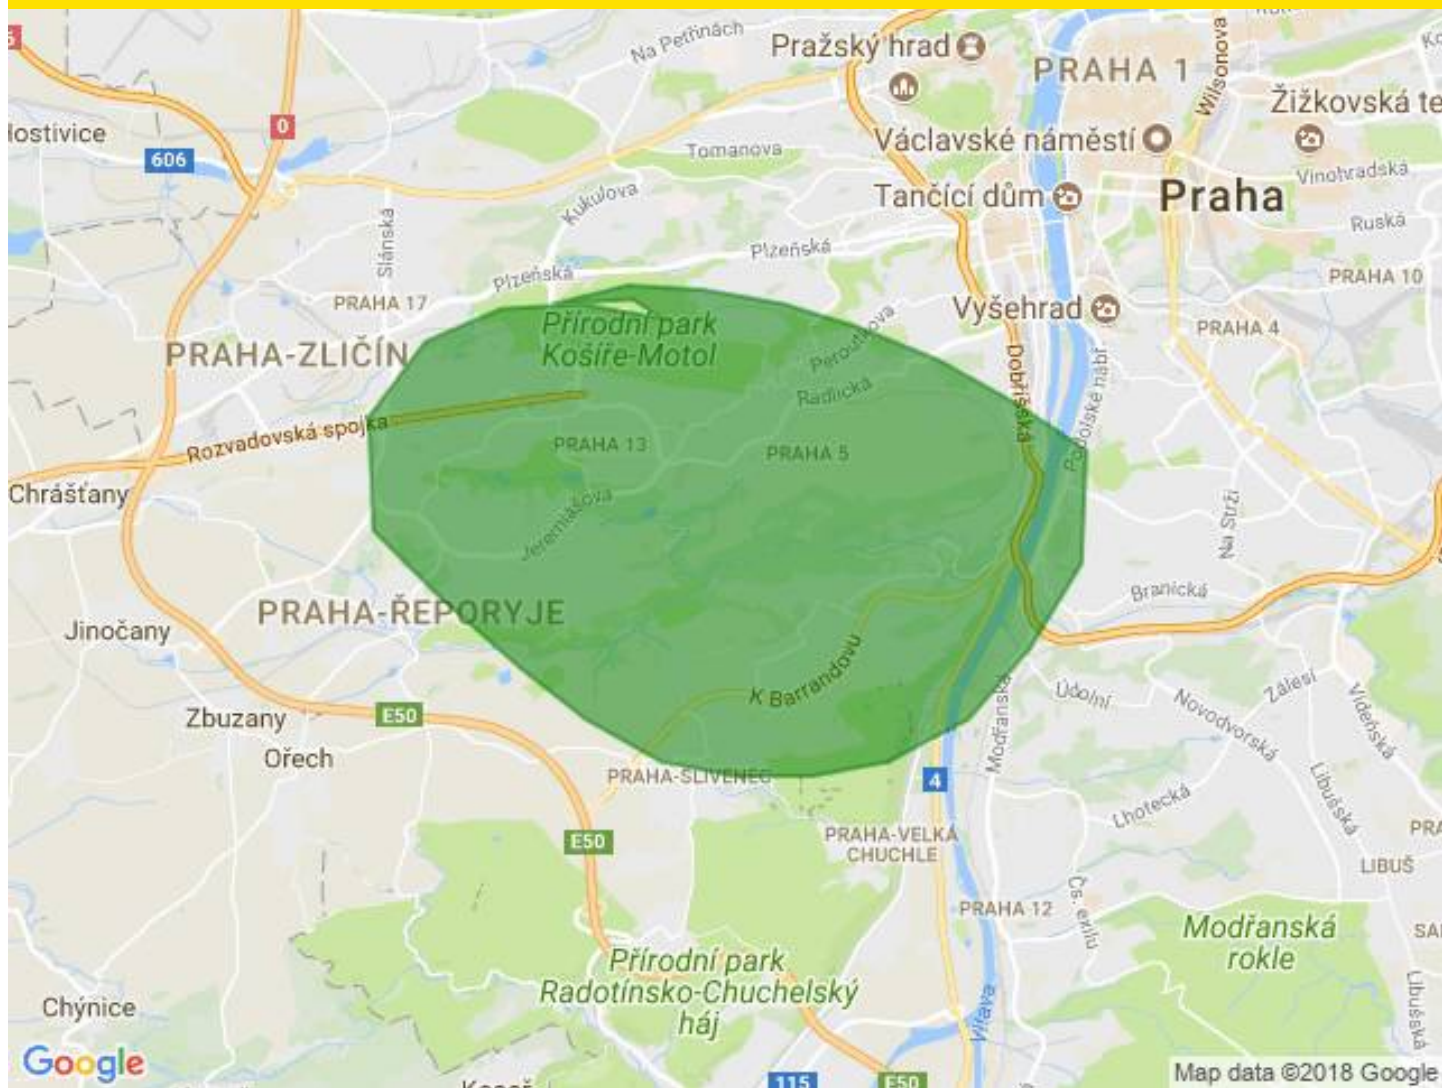 Na Petřinách
Pražský hrad
PRAHA 1
Wilsonova
Žižkovská te
0
Hostivice
606
Tomanova
Václavské náměstí
Vinohradská
Kukulova
Tančící dům
Praha
Ruská
Slánská
Plzeňská
Plzeňská
PRAHA 10
PRAHA 17
Vyšehrad
PRAHA 4
Přírodní park
Košíře-Motol
PRAHA-ZLIČÍN
Peroutkova
Radlická
Dobříšská
Podolské nábř.
Rozvadovská spojka
PRAHA 13
PRAHA 5
Chrášťany
Jeremiášova
Na Strži
Branická
PRAHA-ŘEPORYJE
Jinočany
K Barrandovu
Údolní
Zálesí
Novodvorská
Vídeňská
Modřanská
Zbuzany
E50
Ořech
PRAHA-SLIVENEC
4
Libušská
Lhotecká
E50
PRAHA-VELKÁ
CHUCHLE
PRA
LIBUŠ
PRAHA 12
Čs. exilu
Modřanská
rokle
SA
Přírodní park
Radotínsko-Chuchelský
háj
Chýnice
Vltava
Libušská
Google
115
E50
Map data ©2018 Google